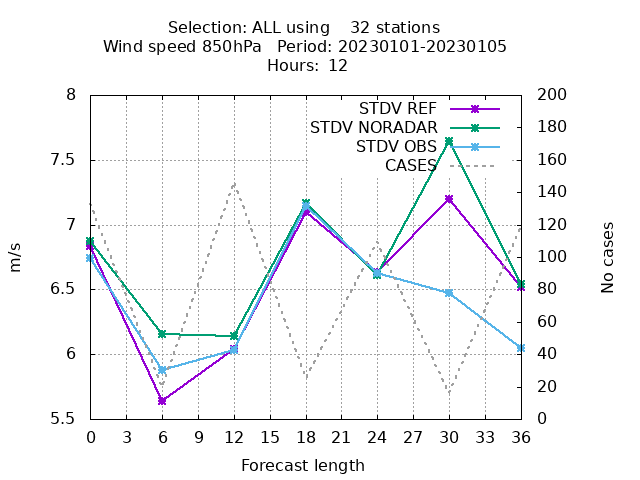 Selection: ALL using    32 stations
Wind speed 850hPa   Period: 20230101-20230105
Hours:  12
STDV REF
STDV NORADAR
STDV OBS
CASES
8
7.5
7
6.5
6
5.5
m/s
200
180
160
140
120
100
80
60
40
20
0
No cases
0 3 6 9 12 15 18 21 24 27 30 33 36
Forecast length